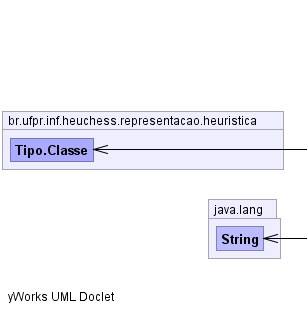 br.ufpr.inf.heuchess.representacao.heuristica
Tipo.Classe
java.lang
String
yWorks UML Doclet